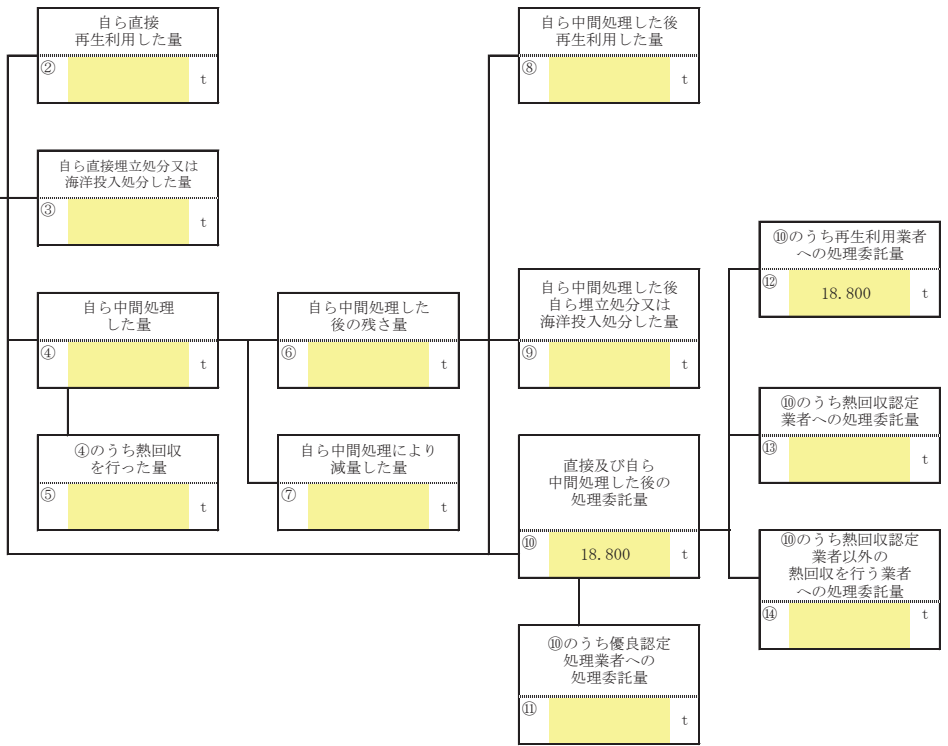 自ら直接
再生利用した量
②
t
自ら直接埋立処分又は
海洋投入処分した量
③
t
自ら中間処理
した量
④
t
④のうち熱回収
を行った量
⑤
t
自ら中間処理した
後の残さ量
⑥
t
自ら中間処理により
減量した量
⑦
t
自ら中間処理した後
再生利用した量
⑧
t
自ら中間処理した後
自ら埋立処分又は
海洋投入処分した量
⑨
t
直接及び自ら
中間処理した後の
処理委託量
⑩ 18.800 t
⑩のうち優良認定
処理業者への
処理委託量
⑪
t
⑩のうち再生利用業者
への処理委託量
⑫ 18.800 t
⑩のうち熱回収認定
業者への処理委託量
⑬
t
⑩のうち熱回収認定
業者以外の
熱回収を行う業者
への処理委託量
⑭
t